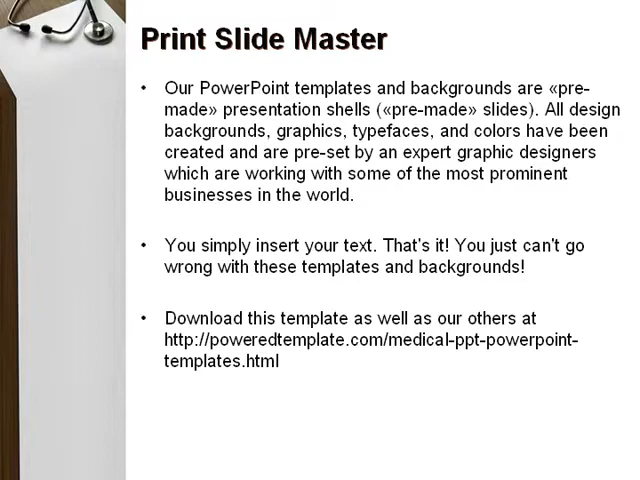 Print Slide Master
• Our PowerPoint templates and backgrounds are «pre-
made» presentation shells («pre-made» slides). All design
backgrounds, graphics, typefaces, and colors have been
created and are pre-set by an expert graphic designers
which are working with some of the most prominent
businesses in the world.
• You simply insert your text. That's it! You just can't go
wrong with these templates and backgrounds!
• Download this template as well as our others at
http://poweredtemplate.com/medical-ppt-powerpoint-
templates.html